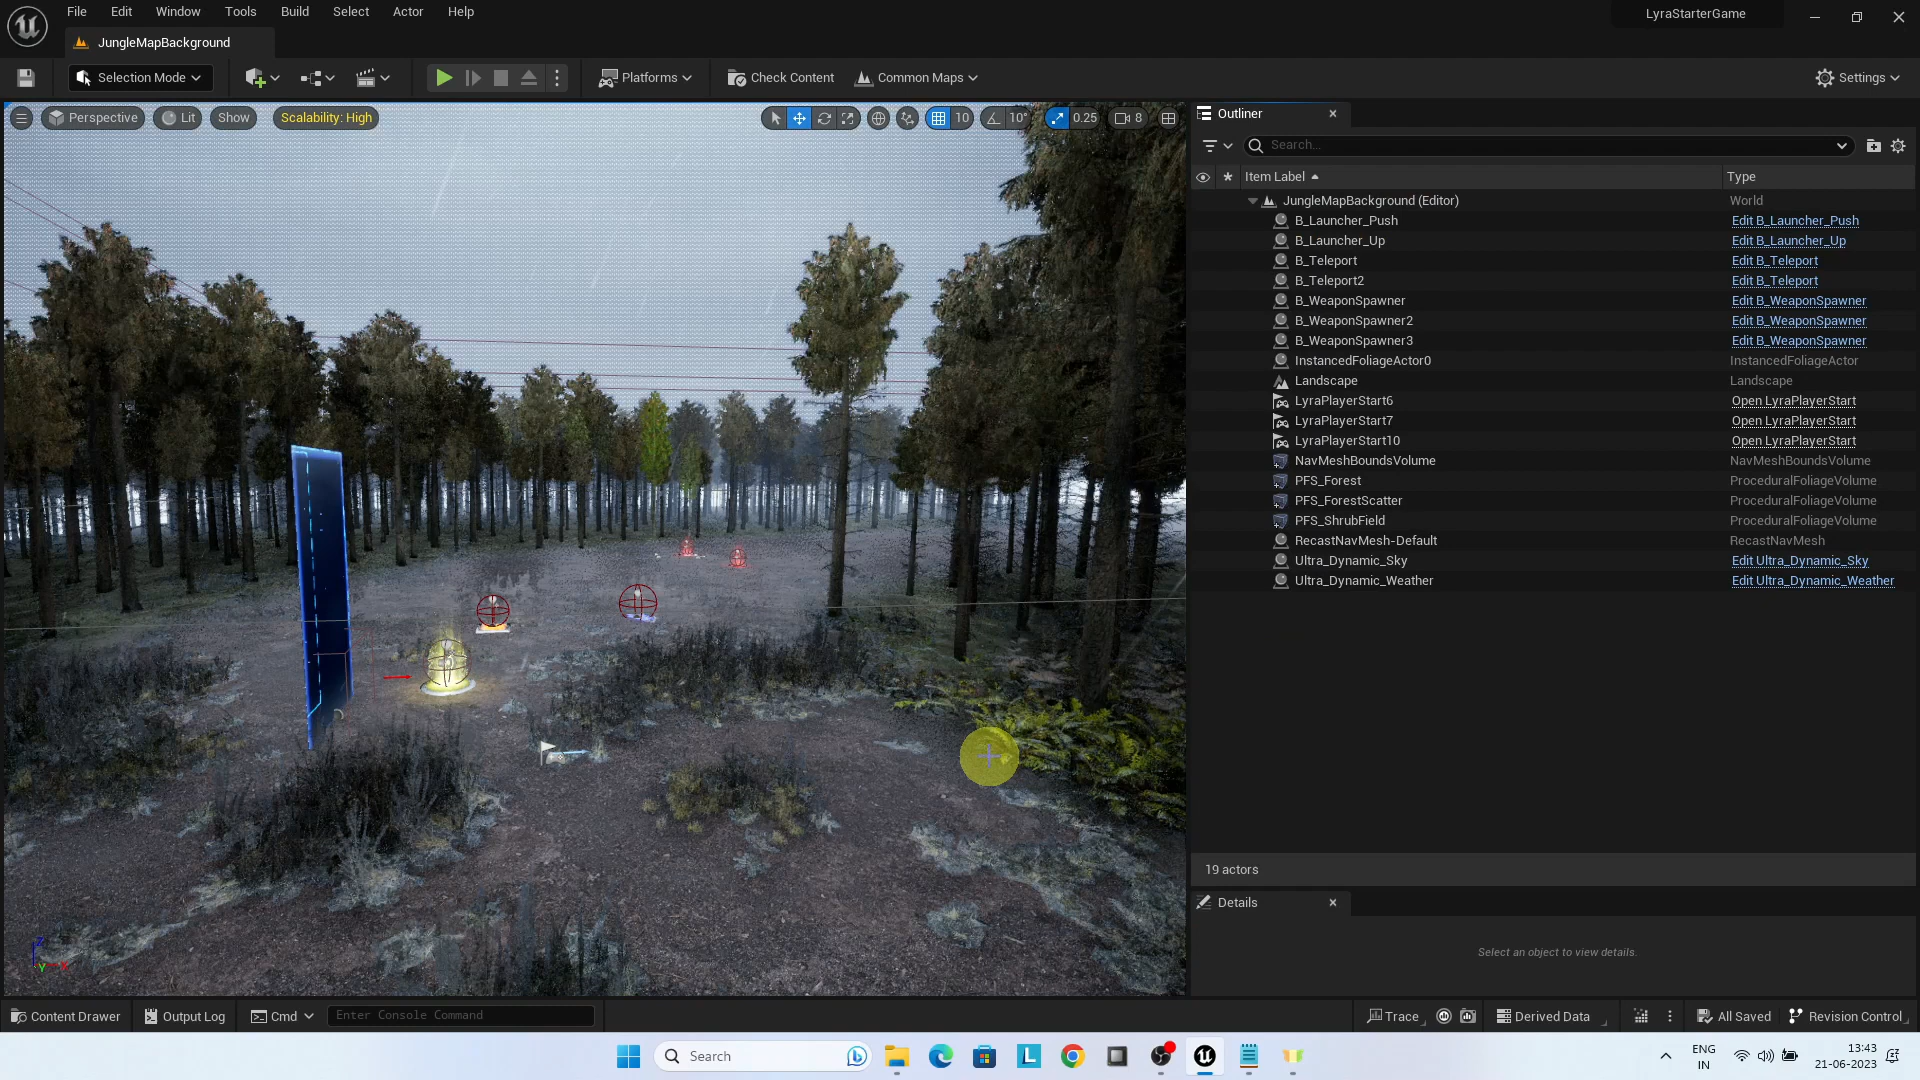 File Edit Window Tools Build Select Actor Help
LyraStarterGame
JungleMapBackground
Selection Mode
Platforms
Check Content
Common Maps
Settings
Perspective
Lit
Show
Scalability: High
10
10°
0.25
8
Outliner
Search...
Item Label
Type
JungleMapBackground (Editor) World
B_Launcher_Push Edit B_Launcher_Push
B_Launcher_Up Edit B_Launcher_Up
B_Teleport Edit B_Teleport
B_Teleport2 Edit B_Teleport
B_WeaponSpawner Edit B_WeaponSpawner
B_WeaponSpawner2 Edit B_WeaponSpawner
B_WeaponSpawner3 Edit B_WeaponSpawner
InstancedFoliageActor0 InstancedFoliageActor
Landscape Landscape
LyraPlayerStart6 Open LyraPlayerStart
LyraPlayerStart7 Open LyraPlayerStart
LyraPlayerStart10 Open LyraPlayerStart
NavMeshBoundsVolume NavMeshBoundsVolume
PFS_Forest ProceduralFoliageVolume
PFS_ForestScatter ProceduralFoliageVolume
PFS_ShrubField ProceduralFoliageVolume
RecastNavMesh-Default RecastNavMesh
Ultra_Dynamic_Sky Edit Ultra_Dynamic_Sky
Ultra_Dynamic_Weather Edit Ultra_Dynamic_Weather
19 actors
Details
Select an object to view details.
Z
Y X
Content Drawer
Output Log
Cmd
Enter Console Command
Trace
Derived Data
All Saved
Revision Control
Search
L
ENG
IN
13:43
21-06-2023